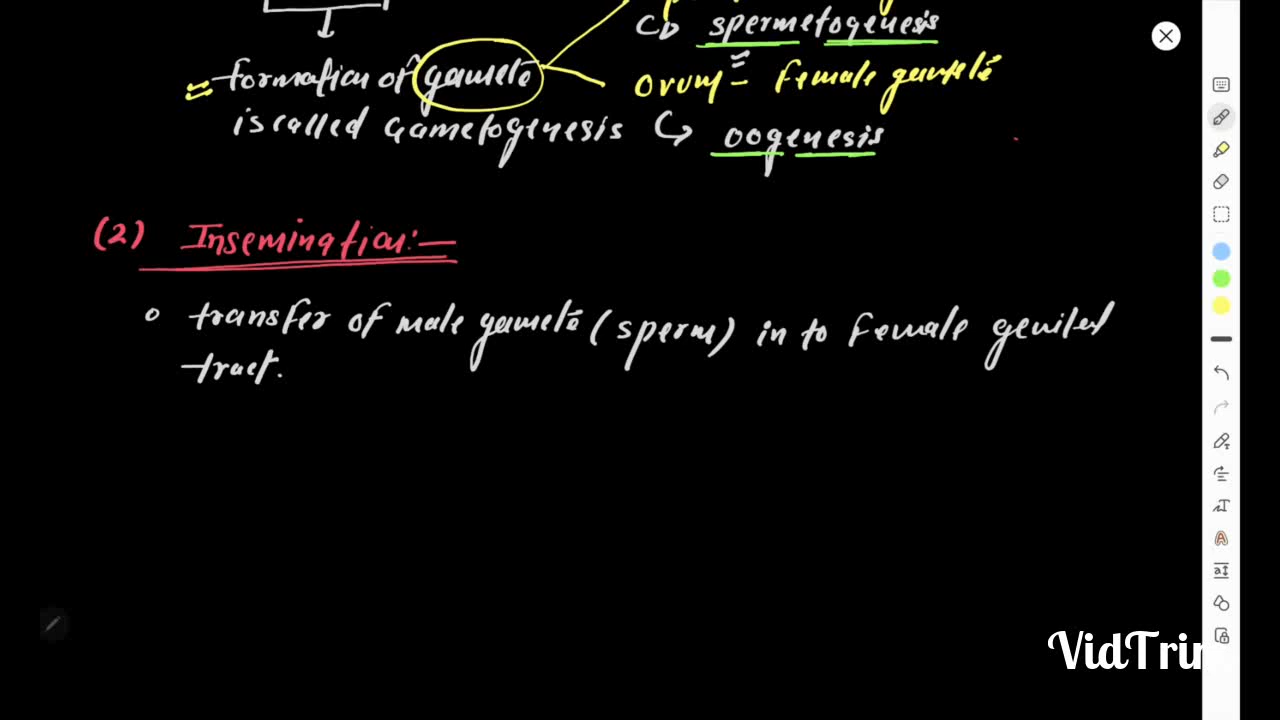 ↳ spermetogenesis
formation of gamete
ovum - female gamete
is called Gametogenesis ↳ oogenesis
(2) Insemination:—
o transfer of male gamete (sperm) in to female genital
tract.
VidTrim